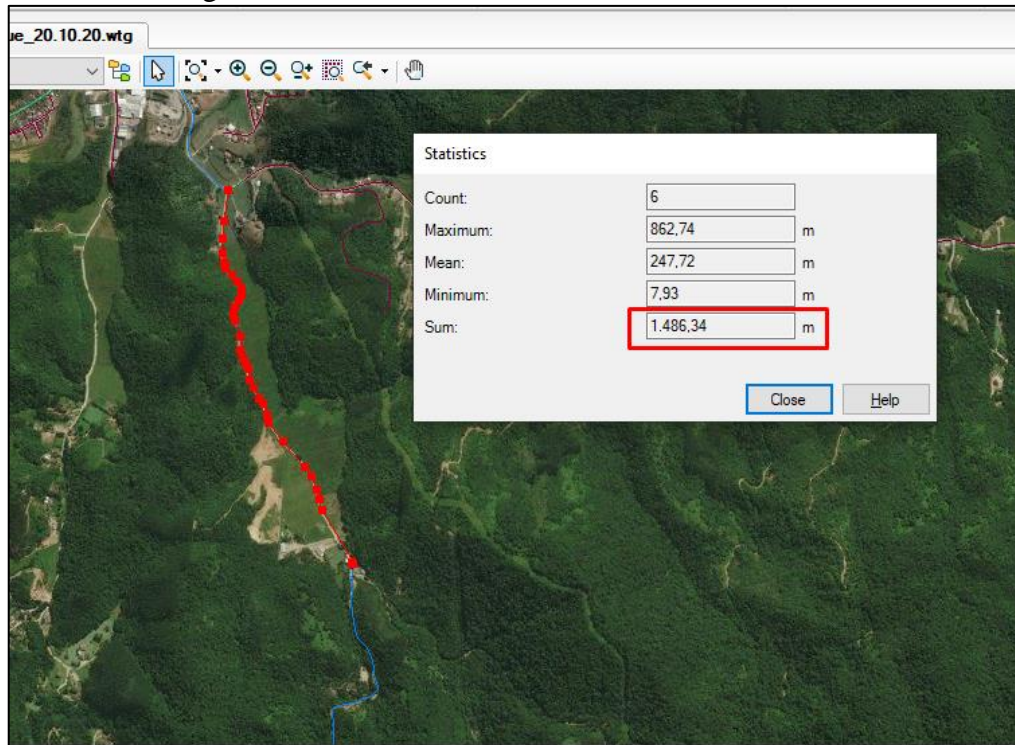 ue_20.10.20.wtg
Statistics
Count: 6
Maximum: 862,74 m
Mean: 247,72 m
Minimum: 7,93 m
Sum: 1.486,34 m
Close Help